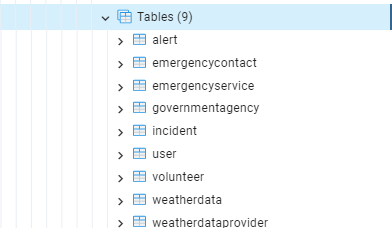 Tables (9)
alert
emergencycontact
emergencyservice
governmentagency
incident
user
volunteer
weatherdata
weatherdataprovider